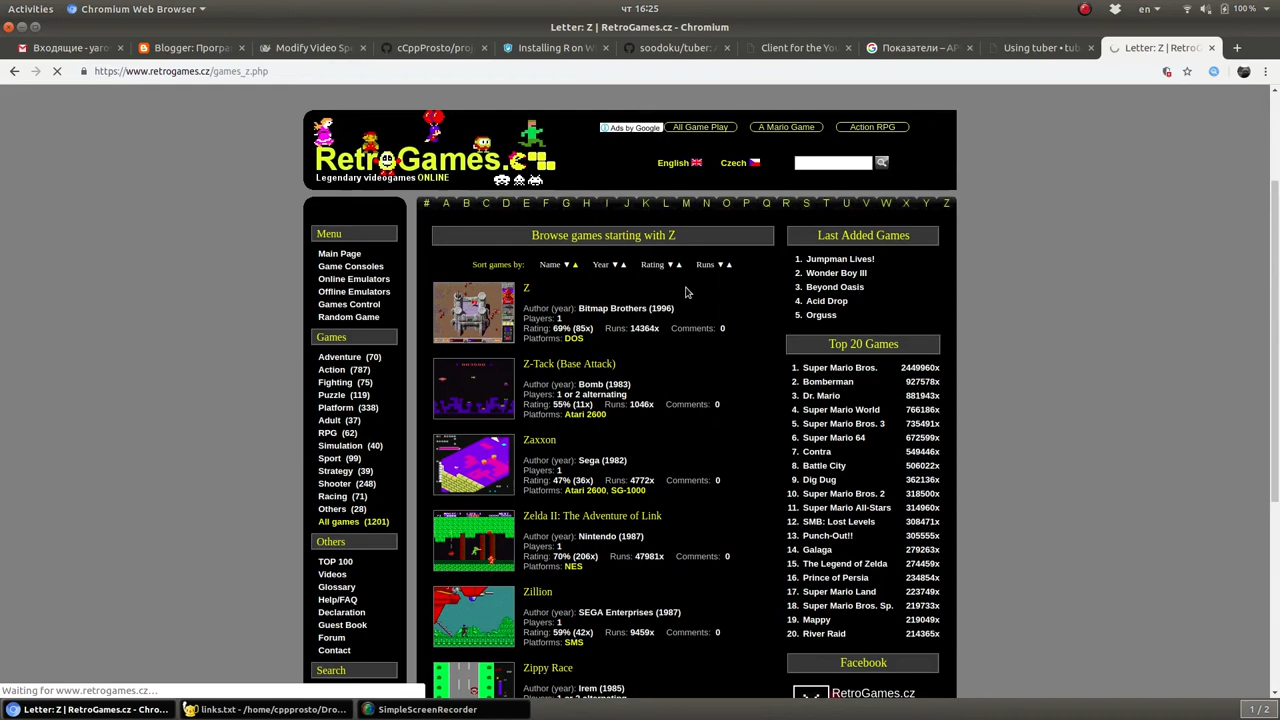 Activities
Chromium Web Browser
чт 16:25
en
100 %
Letter: Z | RetroGames.cz - Chromium
Входящие - yaro
Blogger: Програ
Modify Video Sp
cCppProsto/proj
Installing R on W
soodoku/tuber:
Client for the You
Показатели – API
Using tuber • tub
Letter: Z | RetroG
https://www.retrogames.cz/games_z.php
Ads by Google
All Game Play
A Mario Game
Action RPG
RetroGames.cz
Legendary videogames ONLINE
English
Czech
# A B C D E F G H I J K L M N O P Q R S T U V W X Y Z
Menu
Main Page
Game Consoles
Online Emulators
Offline Emulators
Games Control
Random Game
Games
Adventure (70)
Action (787)
Fighting (75)
Puzzle (119)
Platform (338)
Adult (37)
RPG (62)
Simulation (40)
Sport (99)
Strategy (39)
Shooter (248)
Racing (71)
Others (28)
All games (1201)
Others
TOP 100
Videos
Glossary
Help/FAQ
Declaration
Guest Book
Forum
Contact
Search
Browse games starting with Z
Sort games by: Name ▼▲ Year ▼▲ Rating ▼▲ Runs ▼▲
Z
Author (year): Bitmap Brothers (1996)
Players: 1
Rating: 69% (85x) Runs: 14364x Comments: 0
Platforms: DOS
Z-Tack (Base Attack)
Author (year): Bomb (1983)
Players: 1 or 2 alternating
Rating: 55% (11x) Runs: 1046x Comments: 0
Platforms: Atari 2600
Zaxxon
Author (year): Sega (1982)
Players: 1
Rating: 47% (36x) Runs: 4772x Comments: 0
Platforms: Atari 2600, SG-1000
Zelda II: The Adventure of Link
Author (year): Nintendo (1987)
Players: 1
Rating: 70% (206x) Runs: 47981x Comments: 0
Platforms: NES
Zillion
Author (year): SEGA Enterprises (1987)
Players: 1
Rating: 59% (42x) Runs: 9459x Comments: 0
Platforms: SMS
Zippy Race
Author (year): Irem (1985)
Players: 1 or 2 alternating
Last Added Games
1. Jumpman Lives!
2. Wonder Boy III
3. Beyond Oasis
4. Acid Drop
5. Orguss
Top 20 Games
1. Super Mario Bros. 2449960x
2. Bomberman 927578x
3. Dr. Mario 881943x
4. Super Mario World 766186x
5. Super Mario Bros. 3 735491x
6. Super Mario 64 672599x
7. Contra 549446x
8. Battle City 506022x
9. Dig Dug 362136x
10. Super Mario Bros. 2 318500x
11. Super Mario All-Stars 314960x
12. SMB: Lost Levels 308471x
13. Punch-Out!! 305555x
14. Galaga 279263x
15. The Legend of Zelda 274459x
16. Prince of Persia 234854x
17. Super Mario Land 223749x
18. Super Mario Bros. Sp. 219733x
19. Mappy 219049x
20. River Raid 214365x
Facebook
RetroGames.cz
Waiting for www.retrogames.cz...
Letter: Z | RetroGames.cz - Chro...
links.txt - /home/cppprosto/Dro...
SimpleScreenRecorder
1 / 2